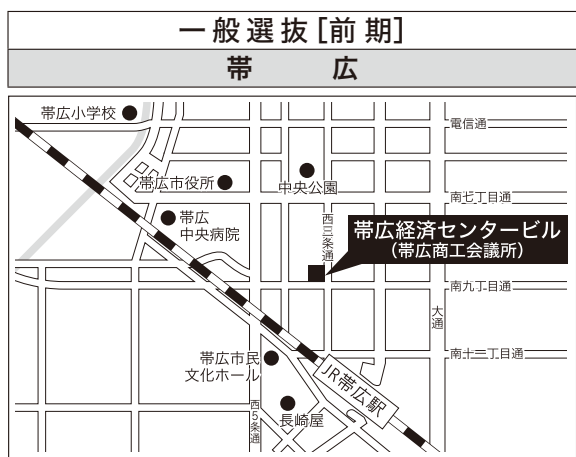 一般選抜［前期］
帯広
帯広小学校
電信通
帯広市役所
中央公園
南七丁目通
帯広
中央病院
西三条通
帯広経済センタービル
（帯広商工会議所）
南九丁目通
大通
南十一丁目通
帯広市民
文化ホール
JR帯広駅
西5条通
長崎屋